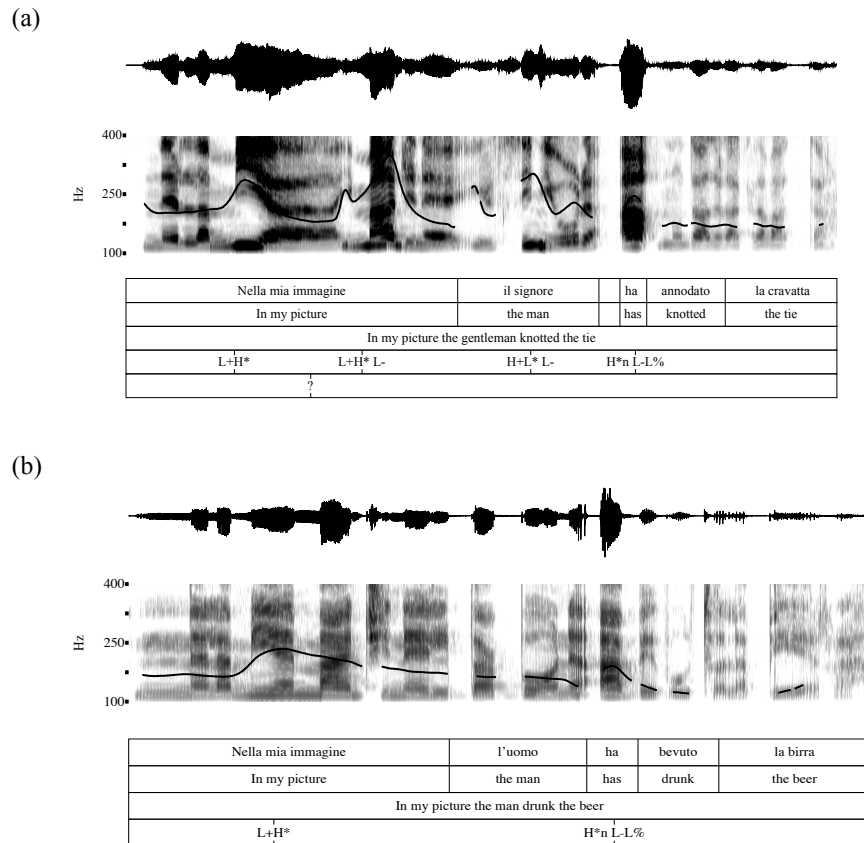 (a)
400
Hz
250
100
Nella mia immagine il signore ha annodato la cravatta
In my picture the man has knotted the tie
In my picture the gentleman knotted the tie
L+H* L+H* L- H+L* L- H*n L-L%
?
(b)
400
Hz
250
100
Nella mia immagine l'uomo ha bevuto la birra
In my picture the man has drunk the beer
In my picture the man drunk the beer
L+H* H*n L-L%